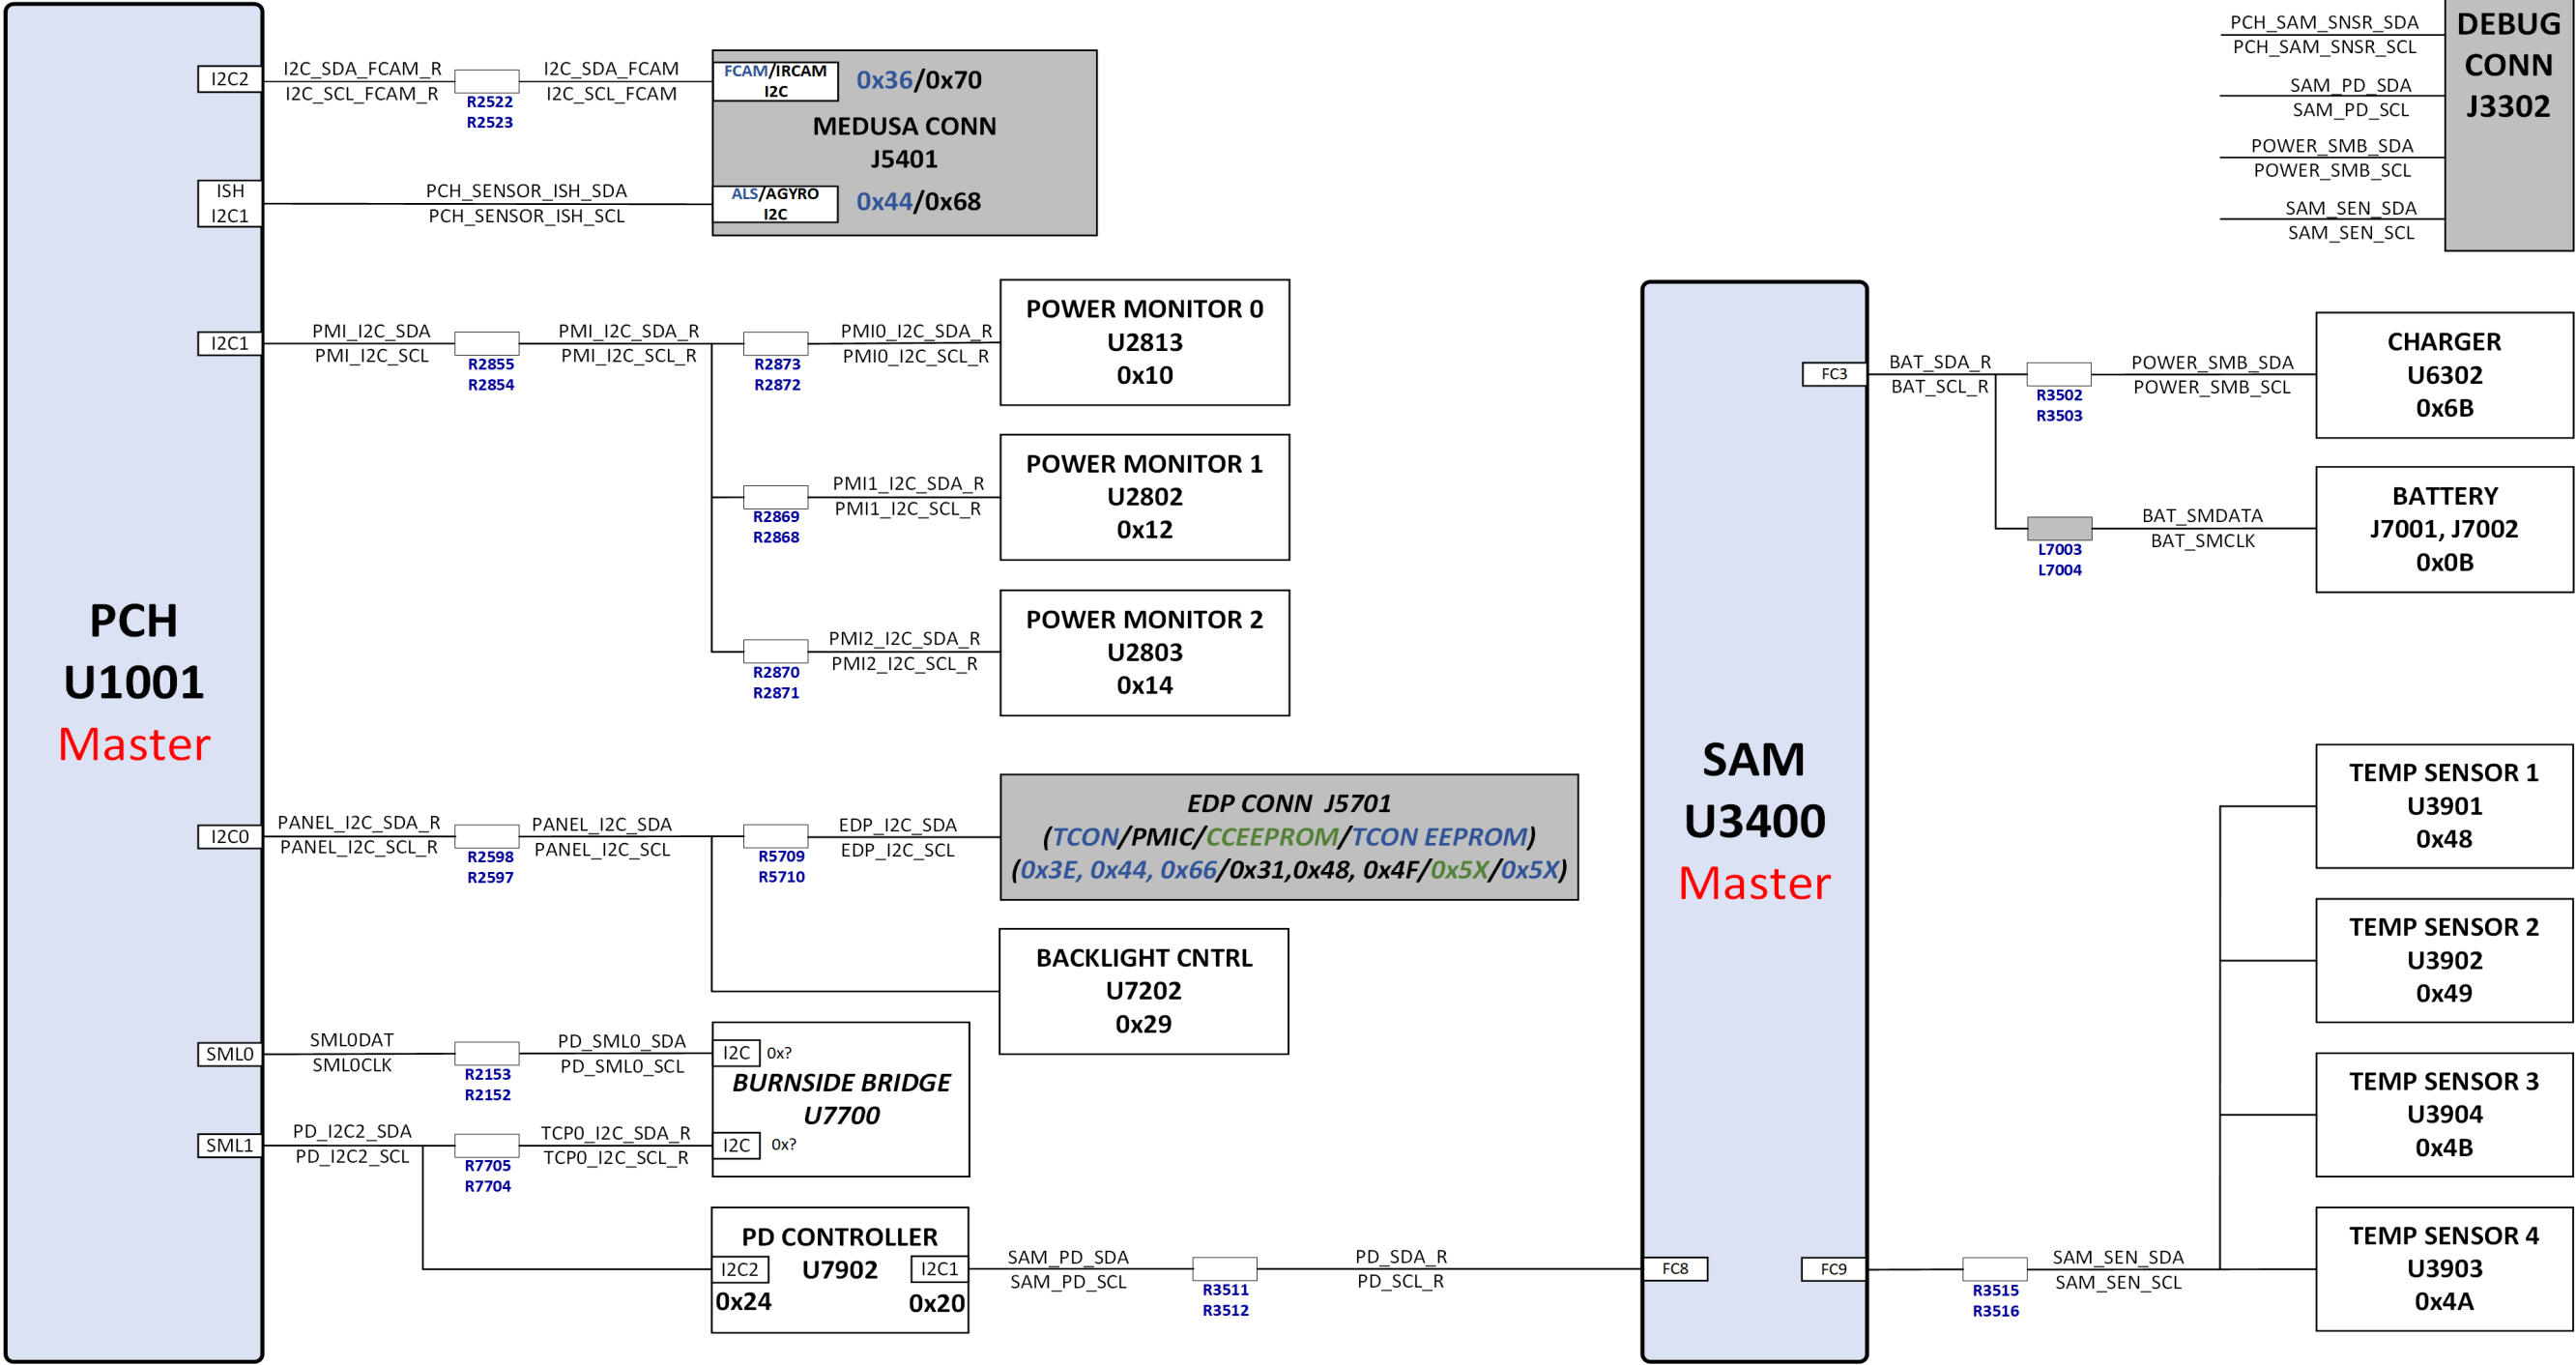 PCH
U1001
Master
I2C2
I2C_SDA_FCAM_R
I2C_SCL_FCAM_R
R2522
R2523
I2C_SDA_FCAM
I2C_SCL_FCAM
FCAM/IRCAM
I2C
0x36/0x70
MEDUSA CONN
J5401
ISH
I2C1
PCH_SENSOR_ISH_SDA
PCH_SENSOR_ISH_SCL
ALS/AGYRO
I2C
0x44/0x68
I2C1
PMI_I2C_SDA
PMI_I2C_SCL
R2855
R2854
PMI_I2C_SDA_R
PMI_I2C_SCL_R
R2873
R2872
PMI0_I2C_SDA_R
PMI0_I2C_SCL_R
POWER MONITOR 0
U2813
0x10
R2869
R2868
PMI1_I2C_SDA_R
PMI1_I2C_SCL_R
POWER MONITOR 1
U2802
0x12
R2870
R2871
PMI2_I2C_SDA_R
PMI2_I2C_SCL_R
POWER MONITOR 2
U2803
0x14
I2C0
PANEL_I2C_SDA_R
PANEL_I2C_SCL_R
R2598
R2597
PANEL_I2C_SDA
PANEL_I2C_SCL
R5709
R5710
EDP_I2C_SDA
EDP_I2C_SCL
EDP CONN J5701
(TCON/PMIC/CCEEPROM/TCON EEPROM)
(0x3E, 0x44, 0x66/0x31,0x48, 0x4F/0x5X/0x5X)
BACKLIGHT CNTRL
U7202
0x29
SML0
SML0DAT
SML0CLK
R2153
R2152
PD_SML0_SDA
PD_SML0_SCL
I2C
0x?
BURNSIDE BRIDGE
U7700
SML1
PD_I2C2_SDA
PD_I2C2_SCL
R7705
R7704
TCP0_I2C_SDA_R
TCP0_I2C_SCL_R
I2C
0x?
PD CONTROLLER
U7902
I2C2
0x24
I2C1
0x20
SAM_PD_SDA
SAM_PD_SCL
R3511
R3512
PD_SDA_R
PD_SCL_R
FC8
SAM
U3400
Master
PCH_SAM_SNSR_SDA
PCH_SAM_SNSR_SCL
SAM_PD_SDA
SAM_PD_SCL
POWER_SMB_SDA
POWER_SMB_SCL
SAM_SEN_SDA
SAM_SEN_SCL
DEBUG
CONN
J3302
FC3
BAT_SDA_R
BAT_SCL_R
R3502
R3503
POWER_SMB_SDA
POWER_SMB_SCL
CHARGER
U6302
0x6B
L7003
L7004
BAT_SMDATA
BAT_SMCLK
BATTERY
J7001, J7002
0x0B
TEMP SENSOR 1
U3901
0x48
TEMP SENSOR 2
U3902
0x49
TEMP SENSOR 3
U3904
0x4B
FC9
R3515
R3516
SAM_SEN_SDA
SAM_SEN_SCL
TEMP SENSOR 4
U3903
0x4A